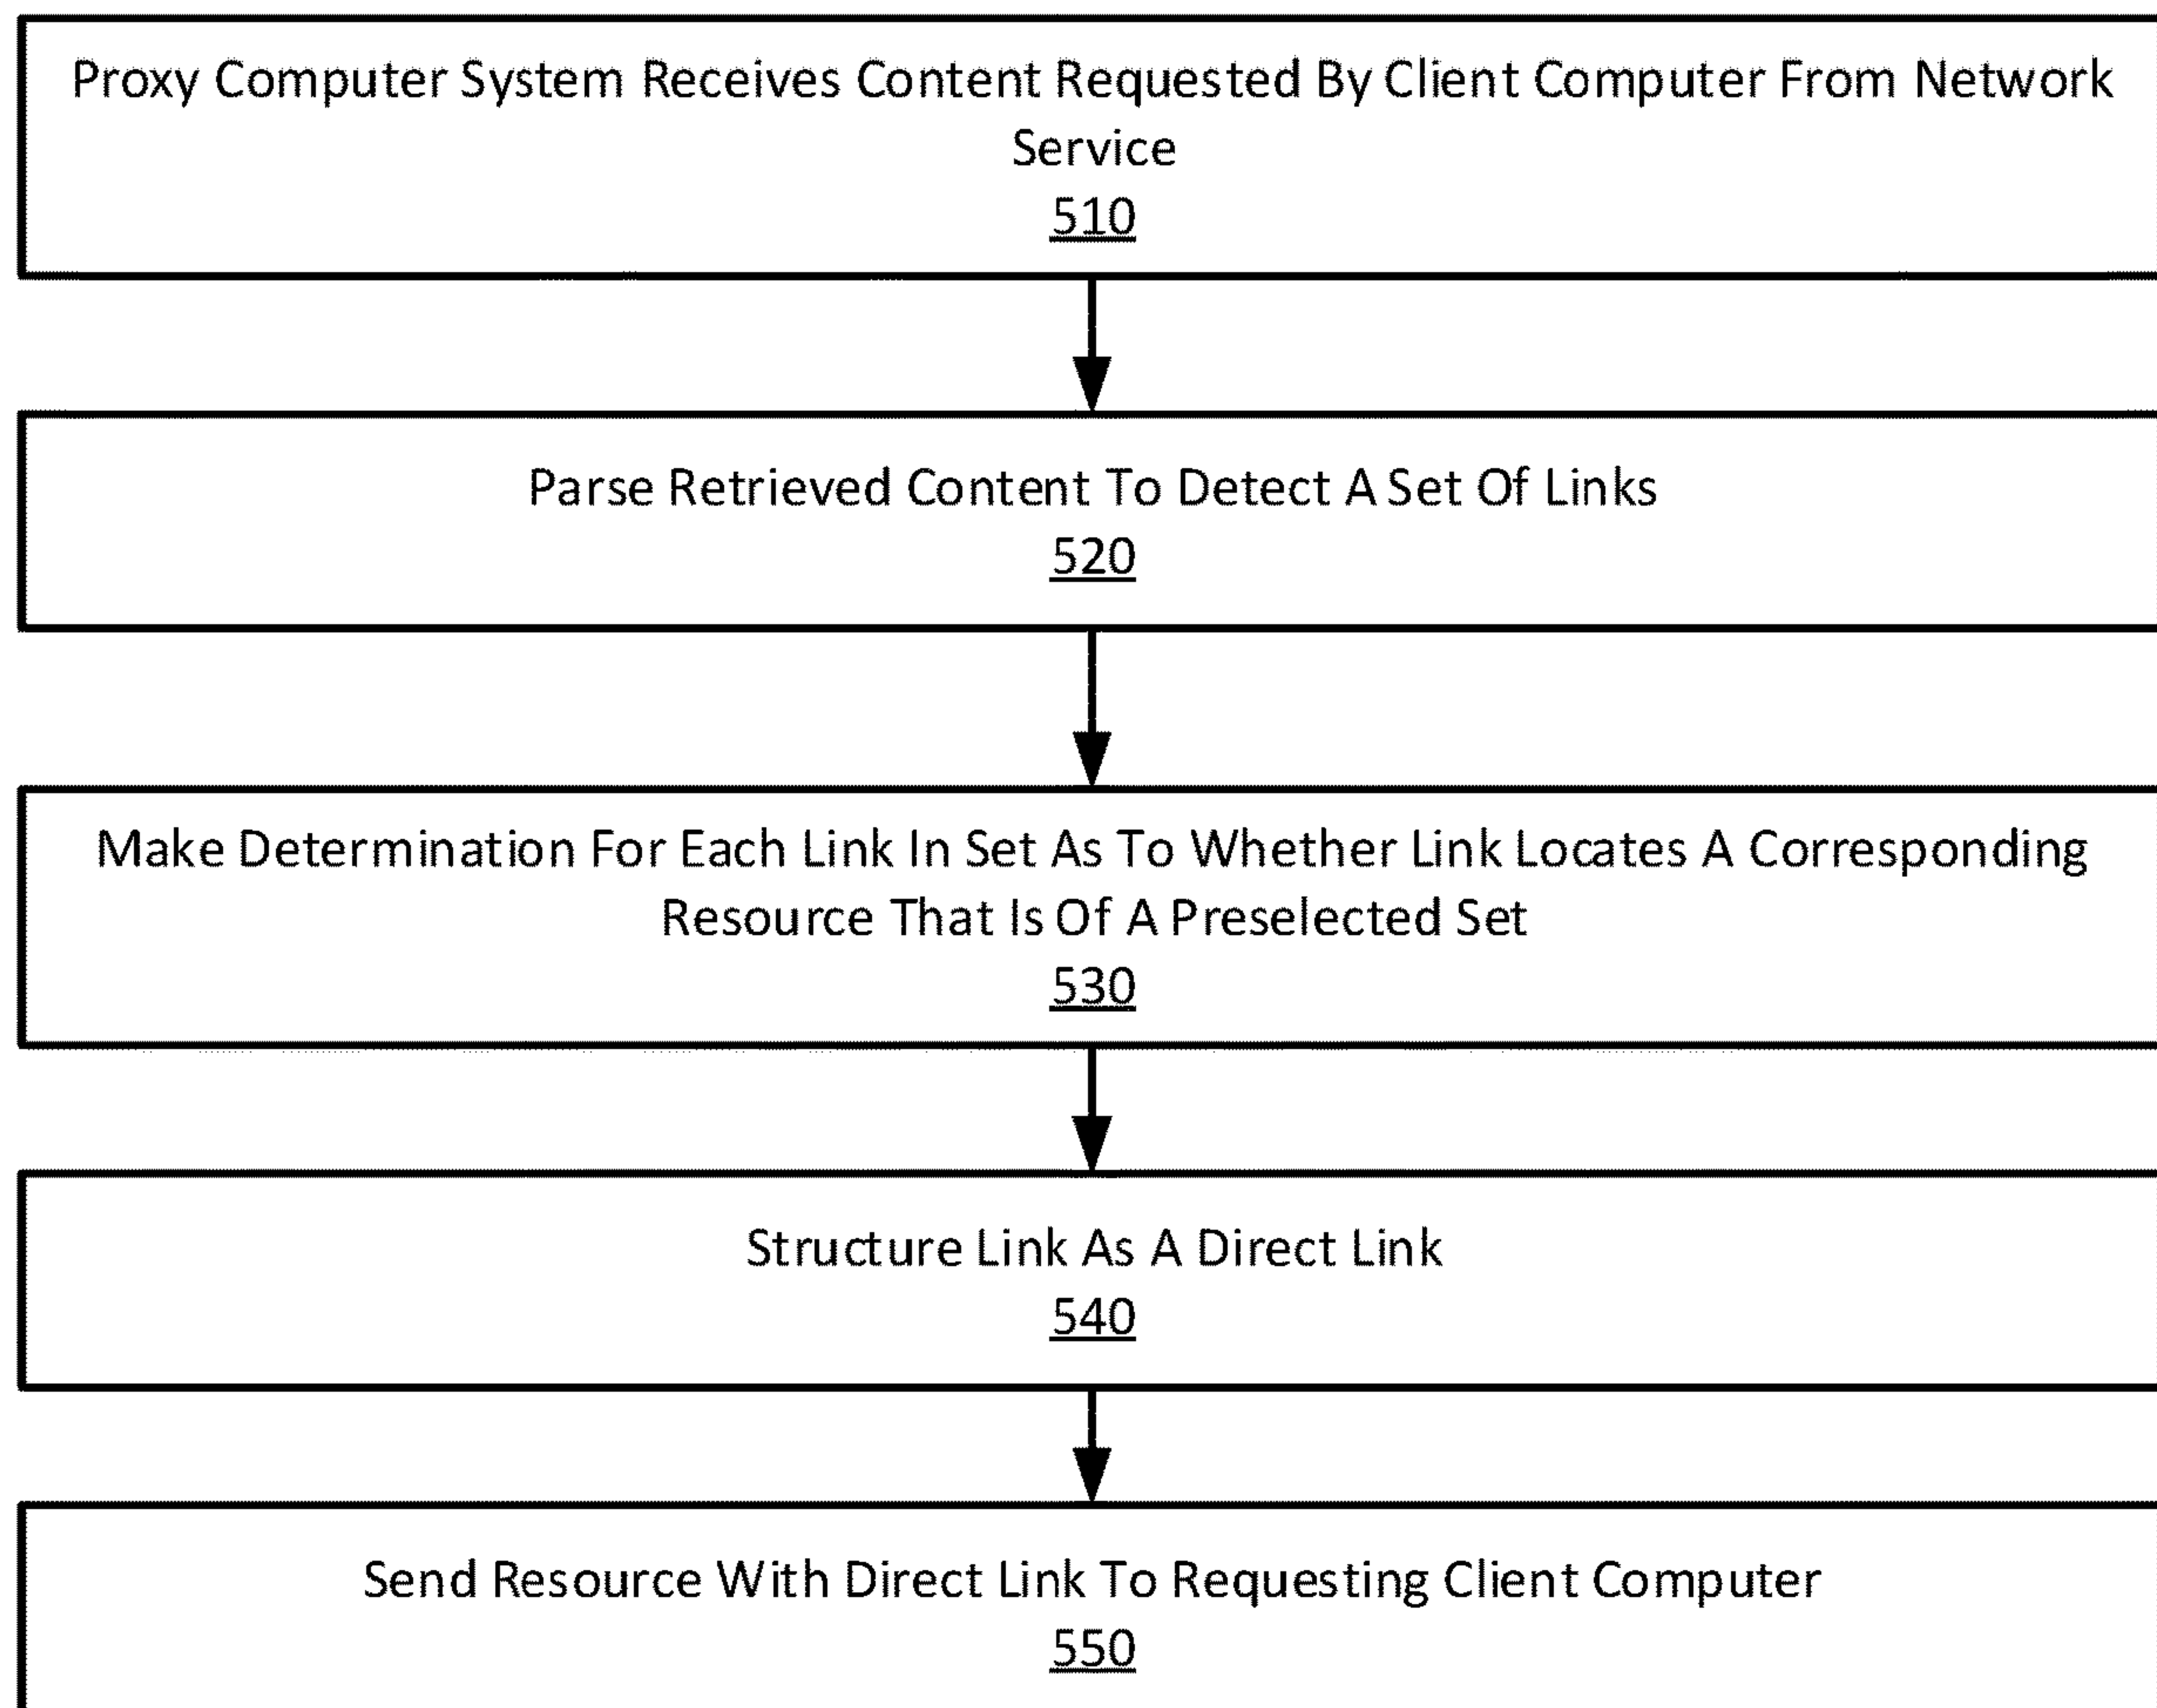 Proxy Computer System Receives Content Requested By Client Computer From Network
Service
510
Parse Retrieved Content To Detect A Set Of Links
520
Make Determination For Each Link In Set As To Whether Link Locates A Corresponding
Resource That Is Of A Preselected Set
530
Structure Link As A Direct Link
540
Send Resource With Direct Link To Requesting Client Computer
550